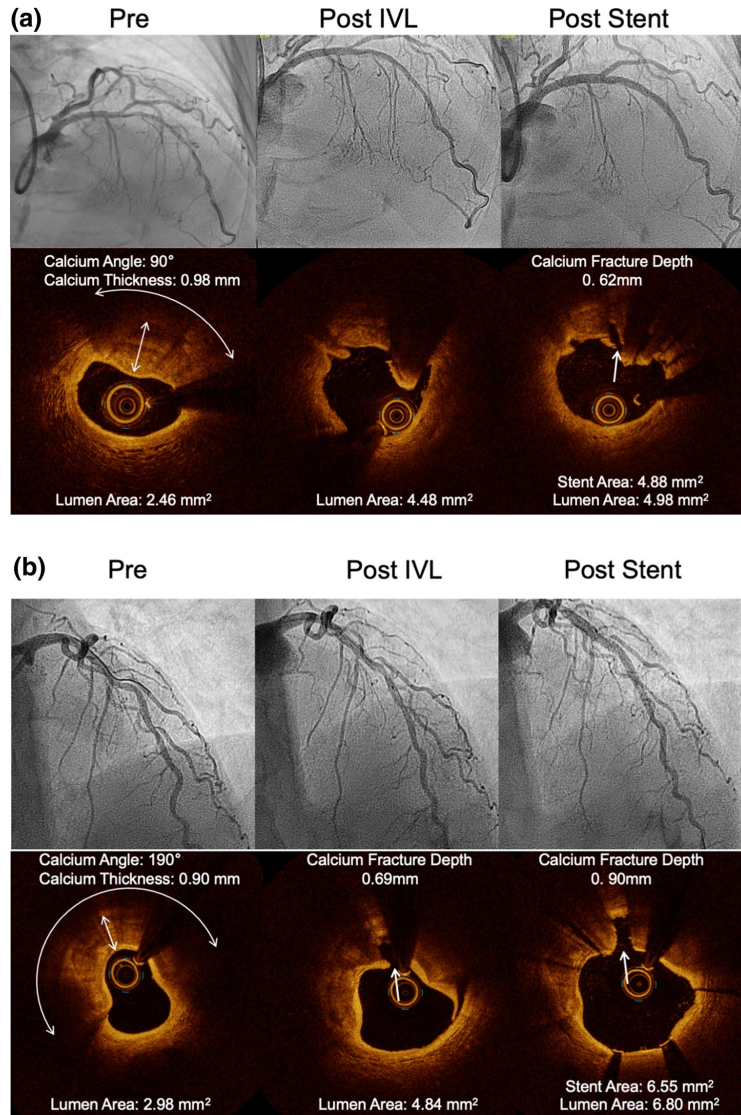 (a)
Pre
Post IVL
Post Stent
Calcium Angle: 90°
Calcium Thickness: 0.98 mm
Calcium Fracture Depth
0. 62mm
Lumen Area: 2.46 mm²
Lumen Area: 4.48 mm²
Stent Area: 4.88 mm²
Lumen Area: 4.98 mm²
(b)
Pre
Post IVL
Post Stent
Calcium Angle: 190°
Calcium Thickness: 0.90 mm
Calcium Fracture Depth
0.69mm
Calcium Fracture Depth
0. 90mm
Lumen Area: 2.98 mm²
Lumen Area: 4.84 mm²
Stent Area: 6.55 mm²
Lumen Area: 6.80 mm²